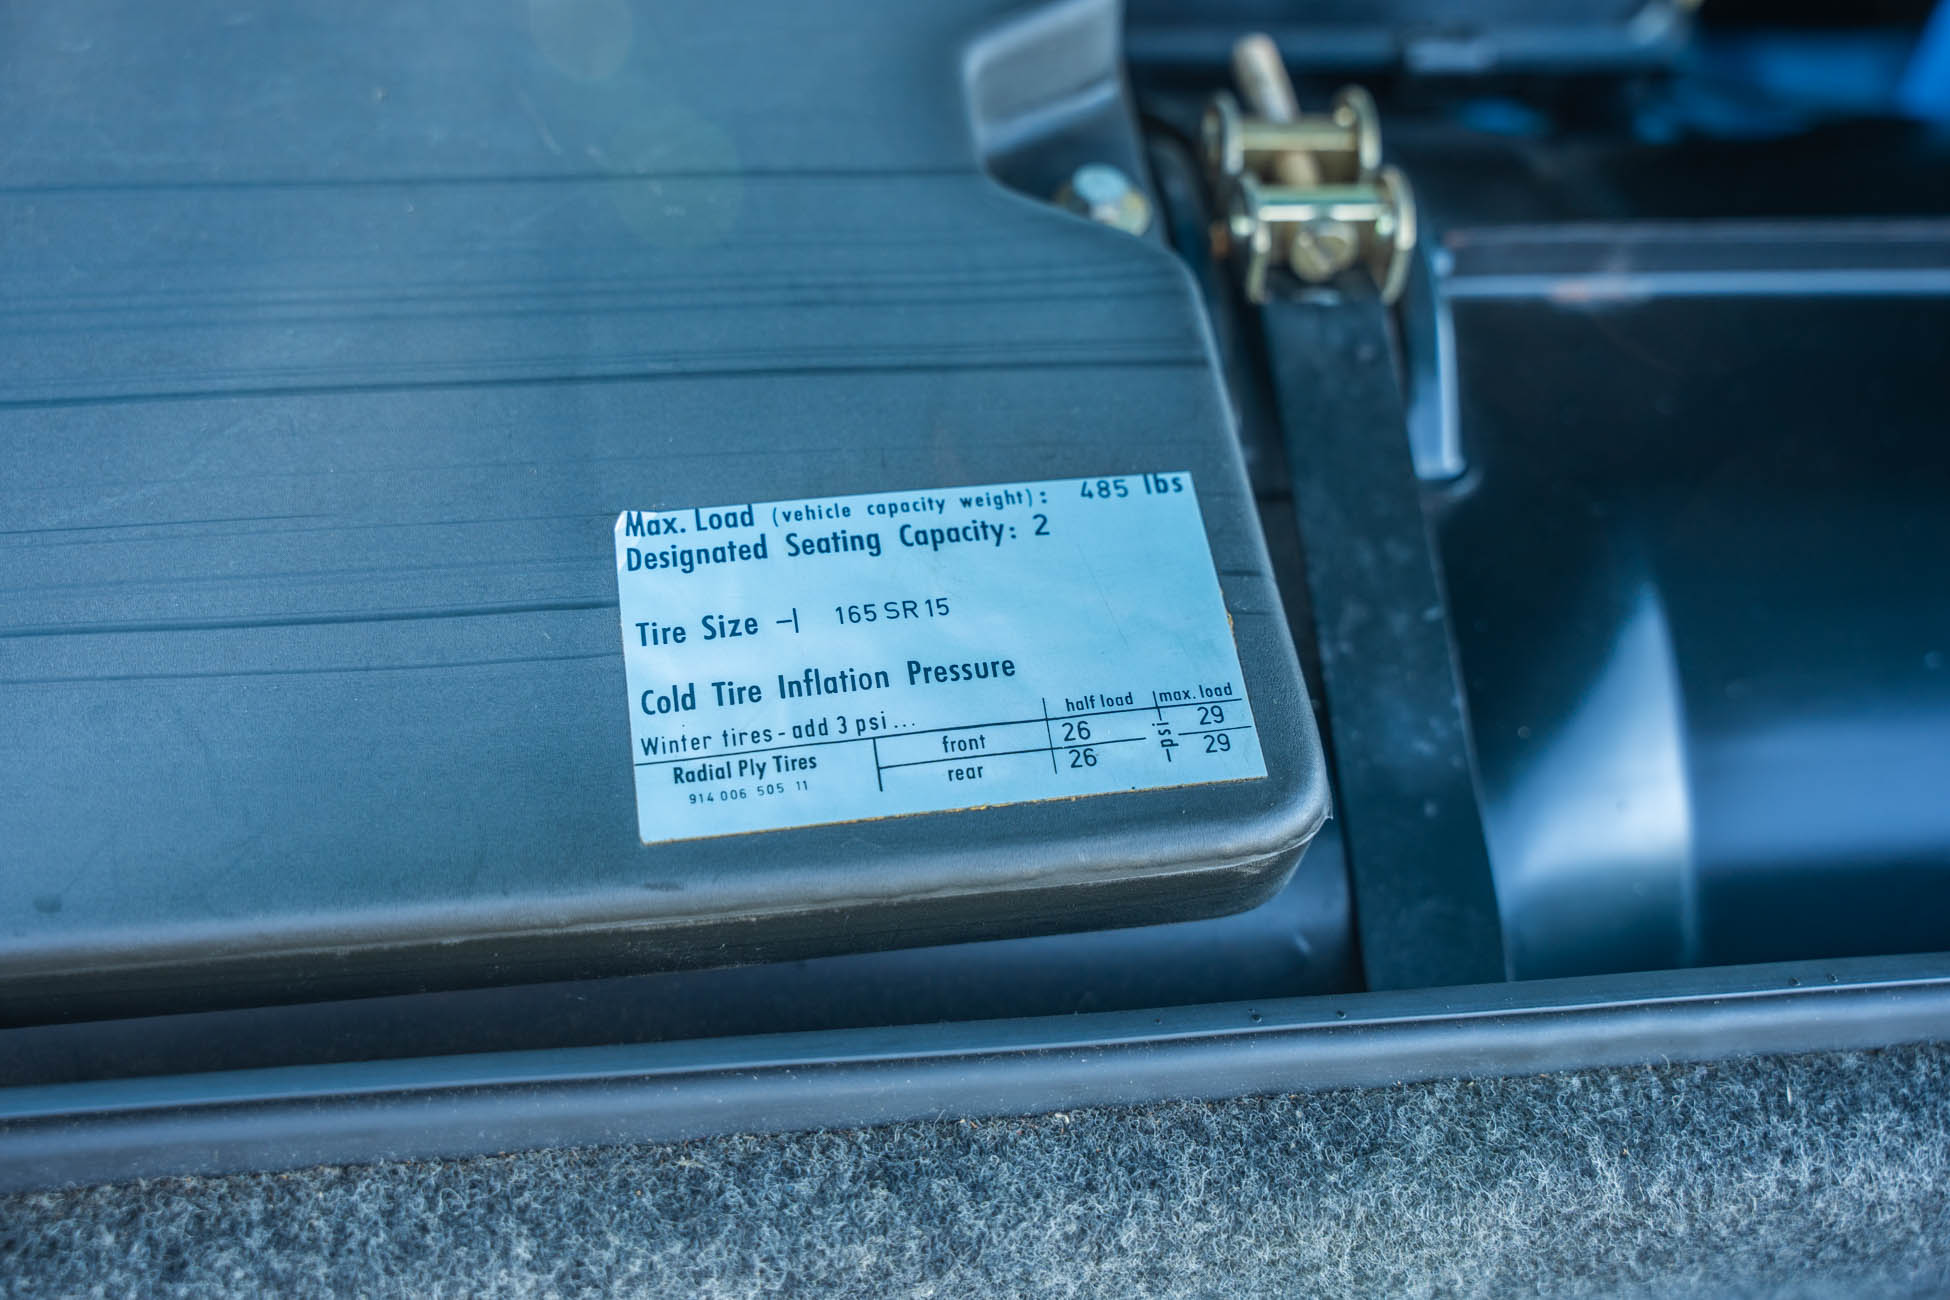 Max. Load (vehicle capacity weight): 485 lbs
Designated Seating Capacity: 2
Tire Size 165 SR 15
Cold Tire Inflation Pressure
Winter tires - add 3 psi ...
half load max. load
Radial Ply Tires front 26 psi 29
rear 26 29
914 006 505 11